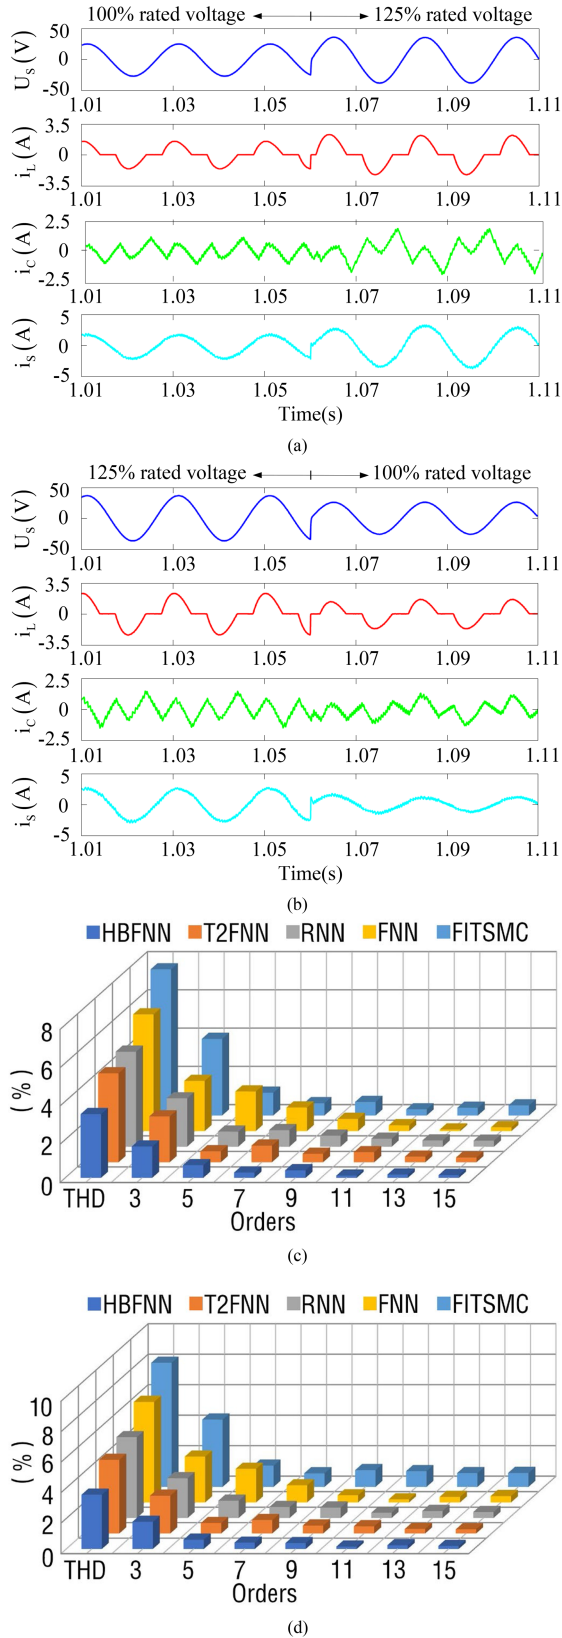 100% rated voltage 125% rated voltage
U_S (V)
50
0
-50
1.01 1.03 1.05 1.07 1.09 1.11
i_L (A)
3.5
0
-3.5
1.01 1.03 1.05 1.07 1.09 1.11
i_C (A)
2.5
0
-2.5
1.01 1.03 1.05 1.07 1.09 1.11
i_S (A)
5
0
-5
1.01 1.03 1.05 1.07 1.09 1.11
Time(s)
(a)
125% rated voltage 100% rated voltage
U_S (V)
50
0
-50
1.01 1.03 1.05 1.07 1.09 1.11
i_L (A)
3.5
0
-3.5
1.01 1.03 1.05 1.07 1.09 1.11
i_C (A)
2.5
0
-2.5
1.01 1.03 1.05 1.07 1.09 1.11
i_S (A)
5
0
-5
1.01 1.03 1.05 1.07 1.09 1.11
Time(s)
(b)
HBFNN T2FNN RNN FNN FITSMC
(%)
8
6
4
2
0
THD 3 5 7 9 11 13 15
Orders
(c)
HBFNN T2FNN RNN FNN FITSMC
(%)
10
8
6
4
2
0
THD 3 5 7 9 11 13 15
Orders
(d)